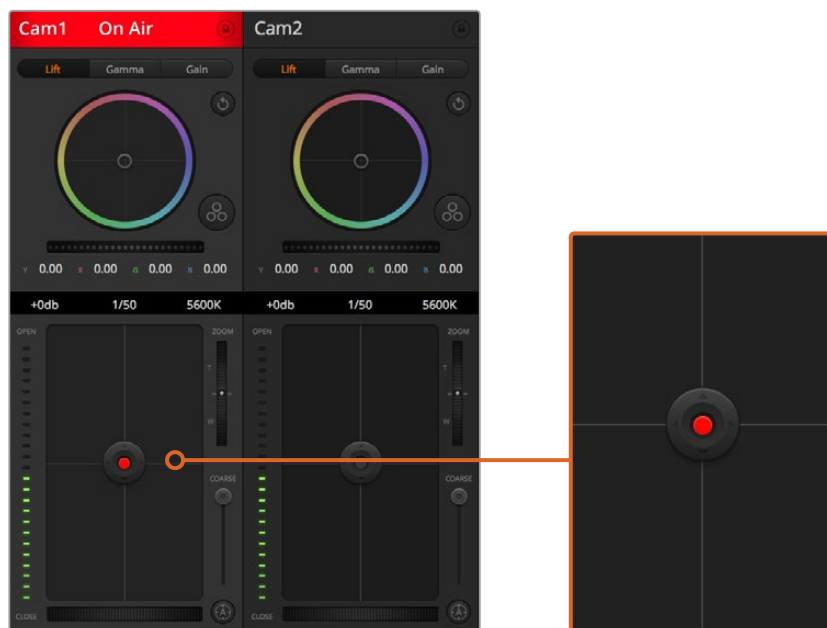 Cam1 On Air Cam2
Lift Gamma Gain Lift Gamma Gain
Y 0.00 R 0.00 G 0.00 B 0.00 Y 0.00 R 0.00 G 0.00 B 0.00
+0db 1/50 5600K +0db 1/50 5600K
OPEN ZOOM OPEN ZOOM
T T
W W
COARSE COARSE
CLOSE A CLOSE A